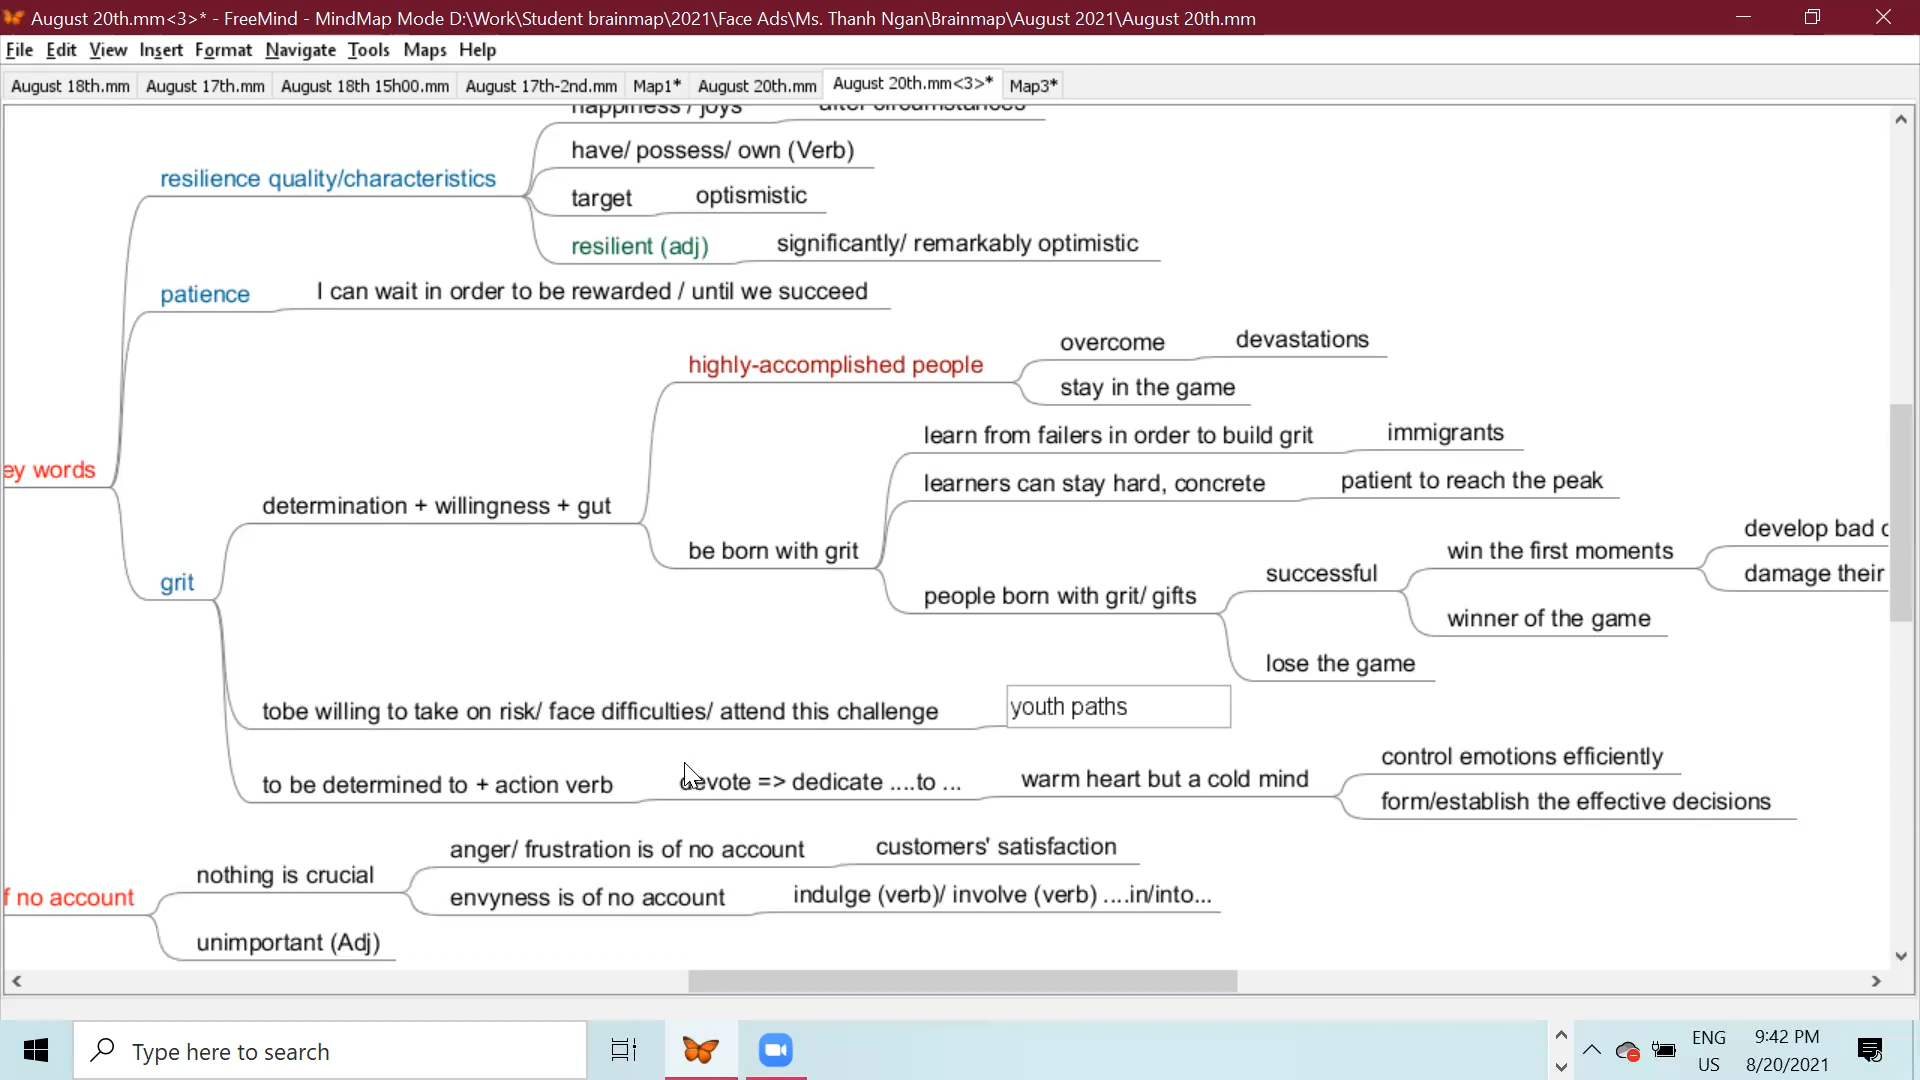 August 20th.mm<3>* - FreeMind - MindMap Mode D:\Work\Student brainmap\2021\Face Ads\Ms. Thanh Ngan\Brainmap\August 2021\August 20th.mm
File Edit View Insert Format Navigate Tools Maps Help
August 18th.mm August 17th.mm August 18th 15h00.mm August 17th-2nd.mm Map1* August 20th.mm August 20th.mm<3>* Map3*
happiness / joys after circumstances
have/ possess/ own (Verb)
resilience quality/characteristics
target optismistic
resilient (adj) significantly/ remarkably optimistic
patience I can wait in order to be rewarded / until we succeed
overcome devastations
highly-accomplished people
stay in the game
learn from failers in order to build grit immigrants
ey words
learners can stay hard, concrete patient to reach the peak
determination + willingness + gut
develop bad
be born with grit win the first moments
grit successful damage their
people born with grit/ gifts
winner of the game
lose the game
tobe willing to take on risk/ face difficulties/ attend this challenge youth paths
control emotions efficiently
to be determined to + action verb devote => dedicate ....to ... warm heart but a cold mind
form/establish the effective decisions
anger/ frustration is of no account customers' satisfaction
nothing is crucial
f no account envyness is of no account indulge (verb)/ involve (verb) ....in/into...
unimportant (Adj)
Type here to search
ENG 9:42 PM
US 8/20/2021